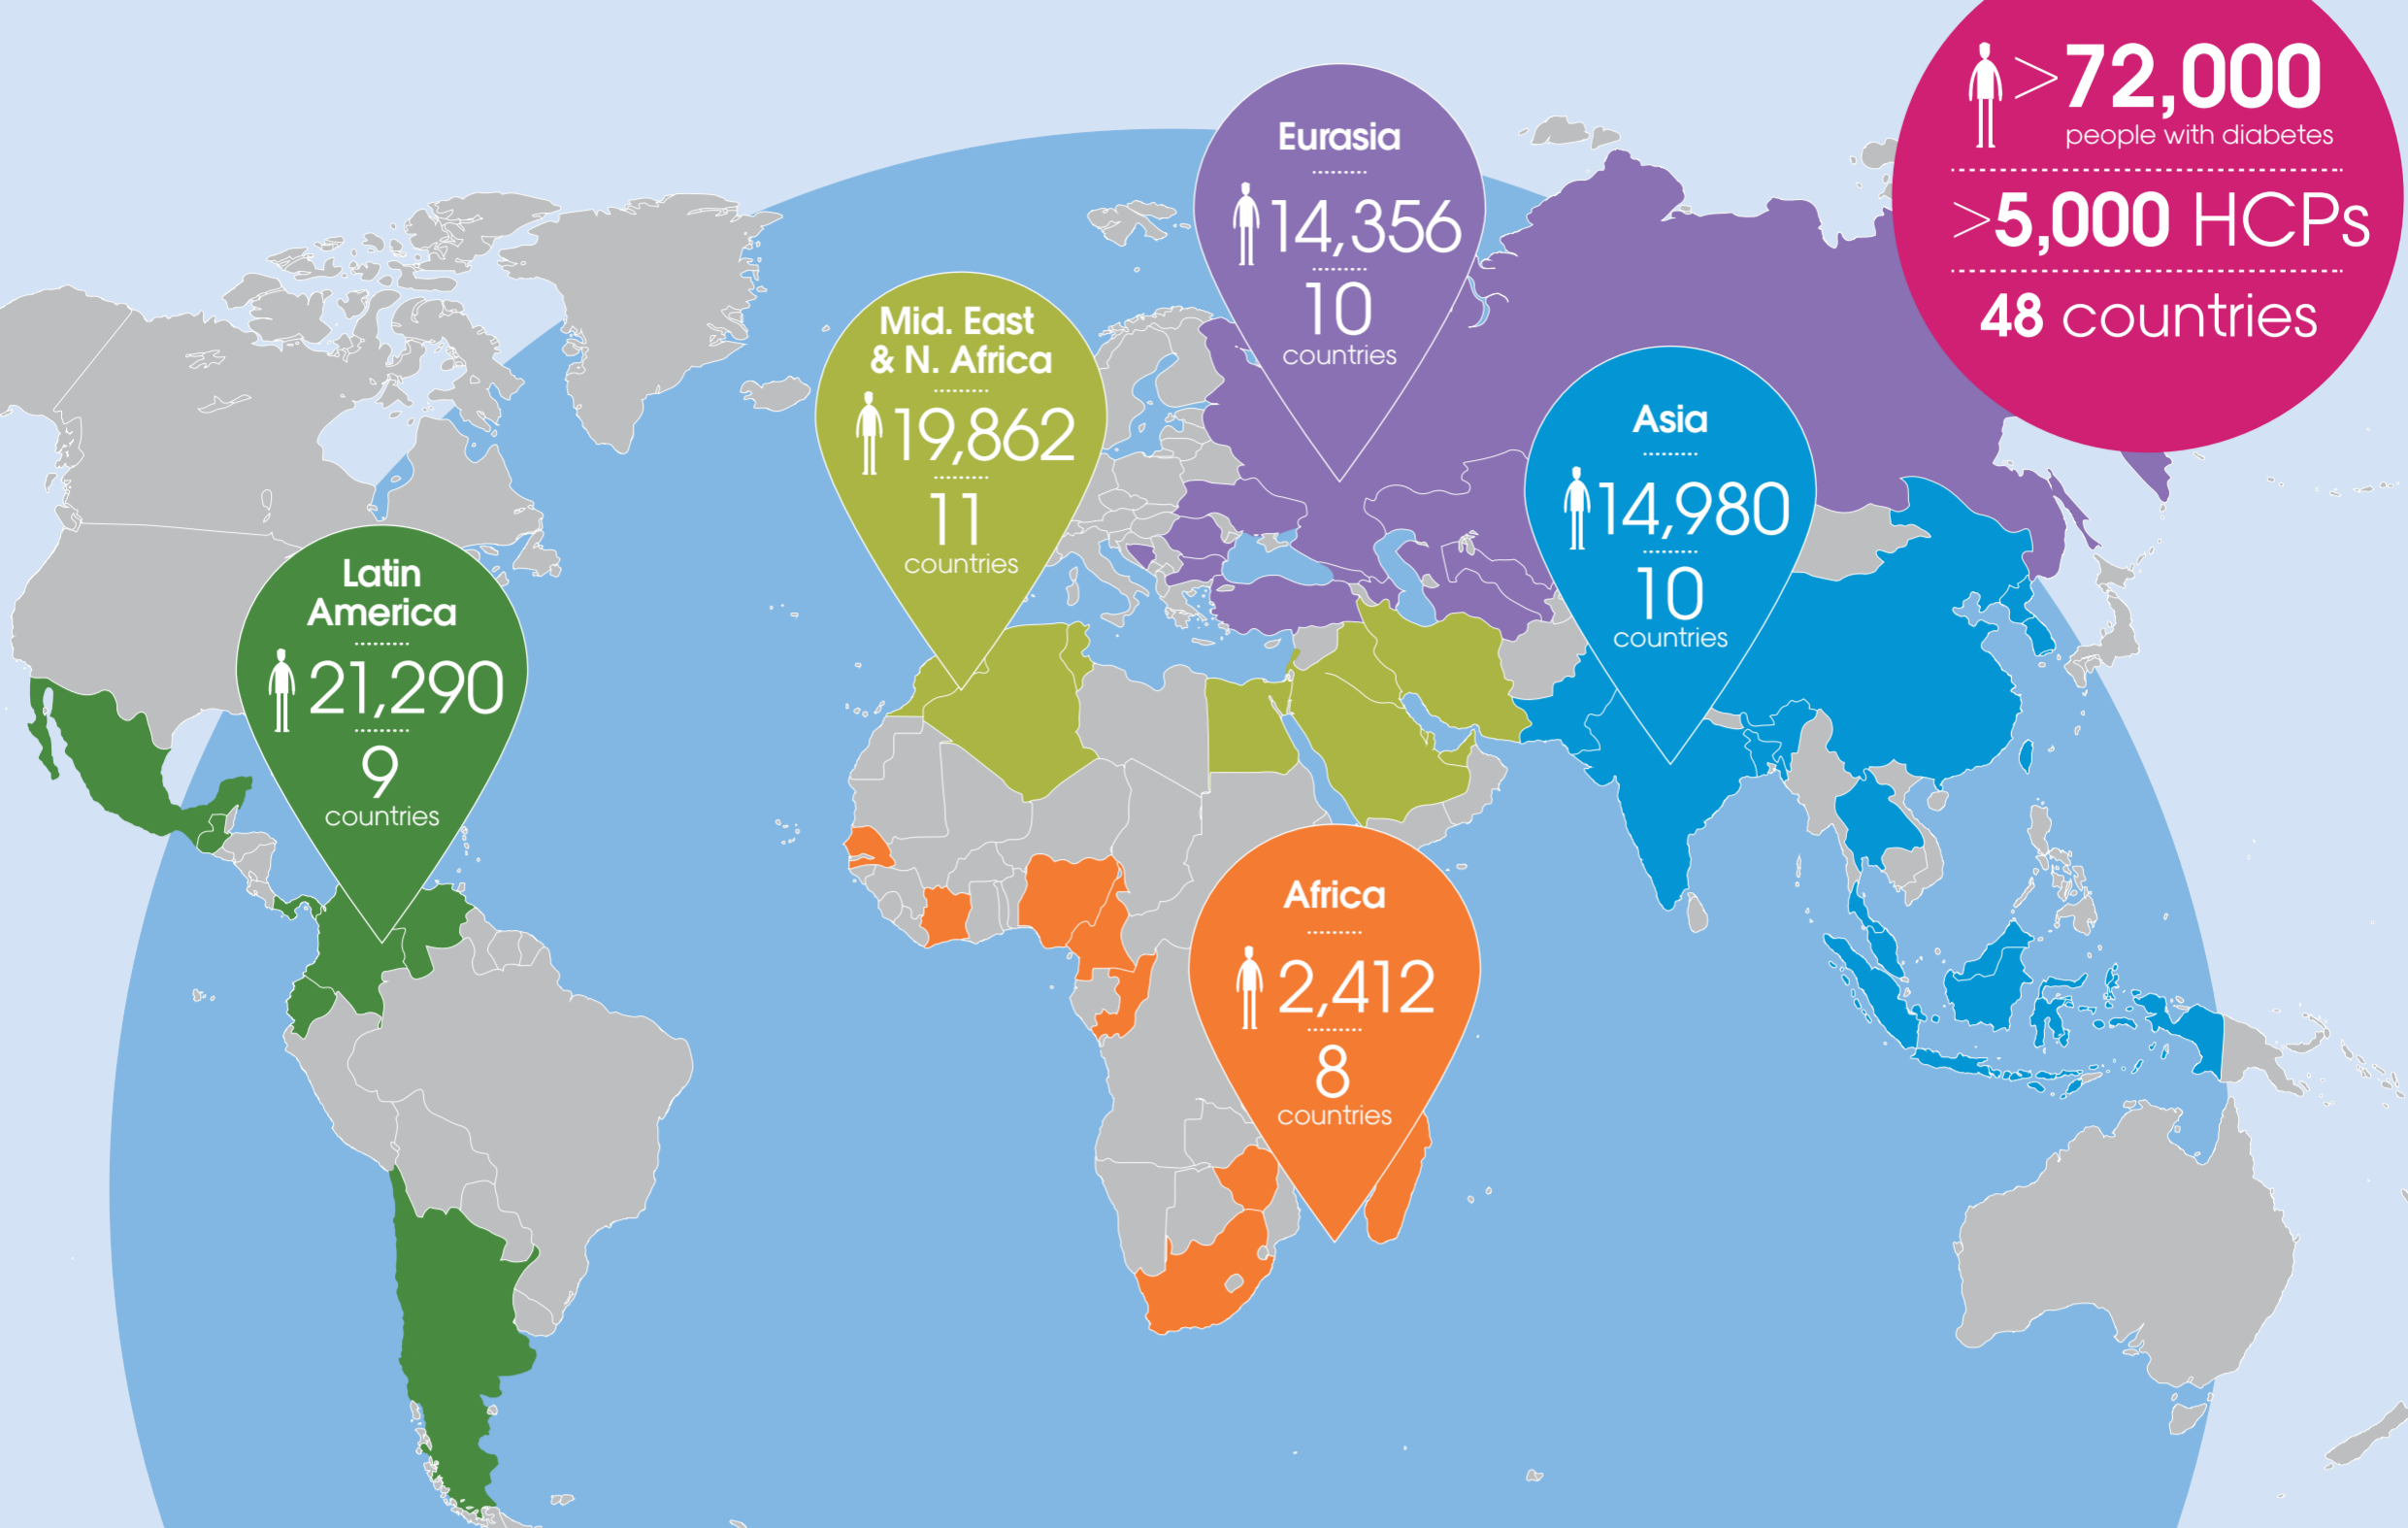 >72,000
people with diabetes
>5,000 HCPs
48 countries
Eurasia
14,356
10
countries
Mid. East
& N. Africa
19,862
11
countries
Asia
14,980
10
countries
Latin
America
21,290
9
countries
Africa
2,412
8
countries